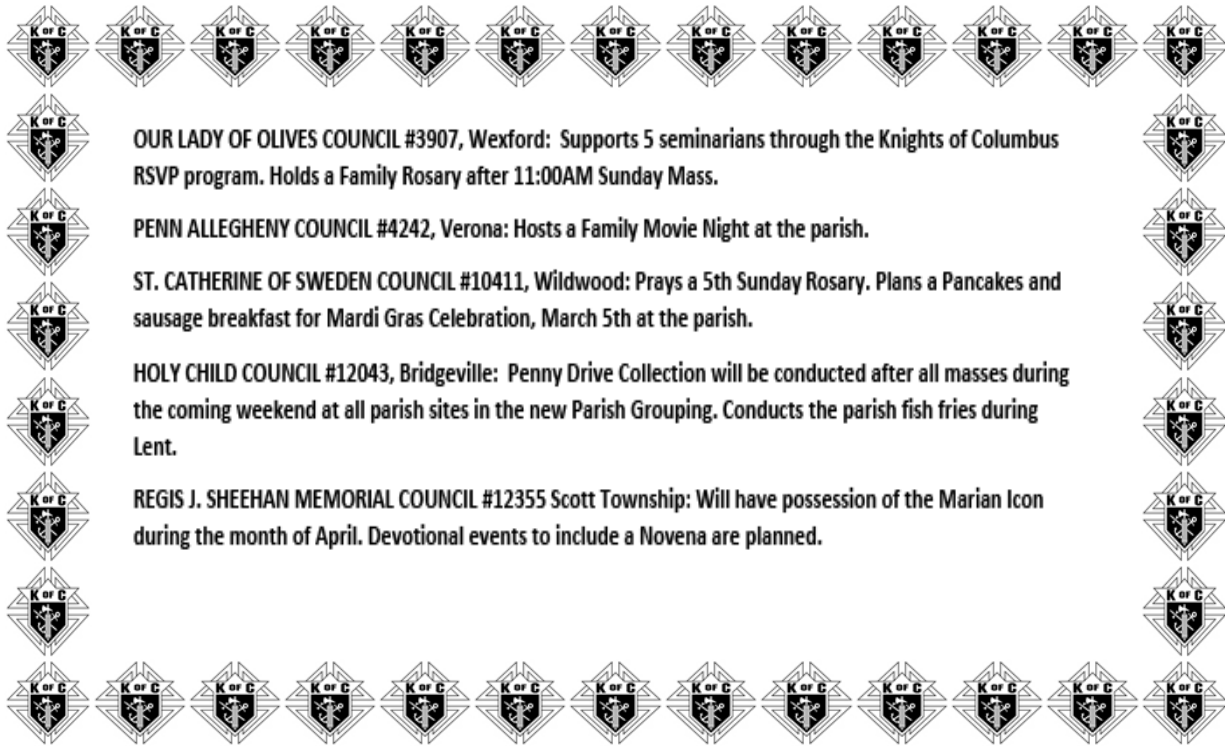 K OF C
OUR LADY OF OLIVES COUNCIL #3907, Wexford: Supports 5 seminarians through the Knights of Columbus
RSVP program. Holds a Family Rosary after 11:00AM Sunday Mass.
PENN ALLEGHENY COUNCIL #4242, Verona: Hosts a Family Movie Night at the parish.
ST. CATHERINE OF SWEDEN COUNCIL #10411, Wildwood: Prays a 5th Sunday Rosary. Plans a Pancakes and
sausage breakfast for Mardi Gras Celebration, March 5th at the parish.
HOLY CHILD COUNCIL #12043, Bridgeville: Penny Drive Collection will be conducted after all masses during
the coming weekend at all parish sites in the new Parish Grouping. Conducts the parish fish fries during
Lent.
REGIS J. SHEEHAN MEMORIAL COUNCIL #12355 Scott Township: Will have possession of the Marian Icon
during the month of April. Devotional events to include a Novena are planned.